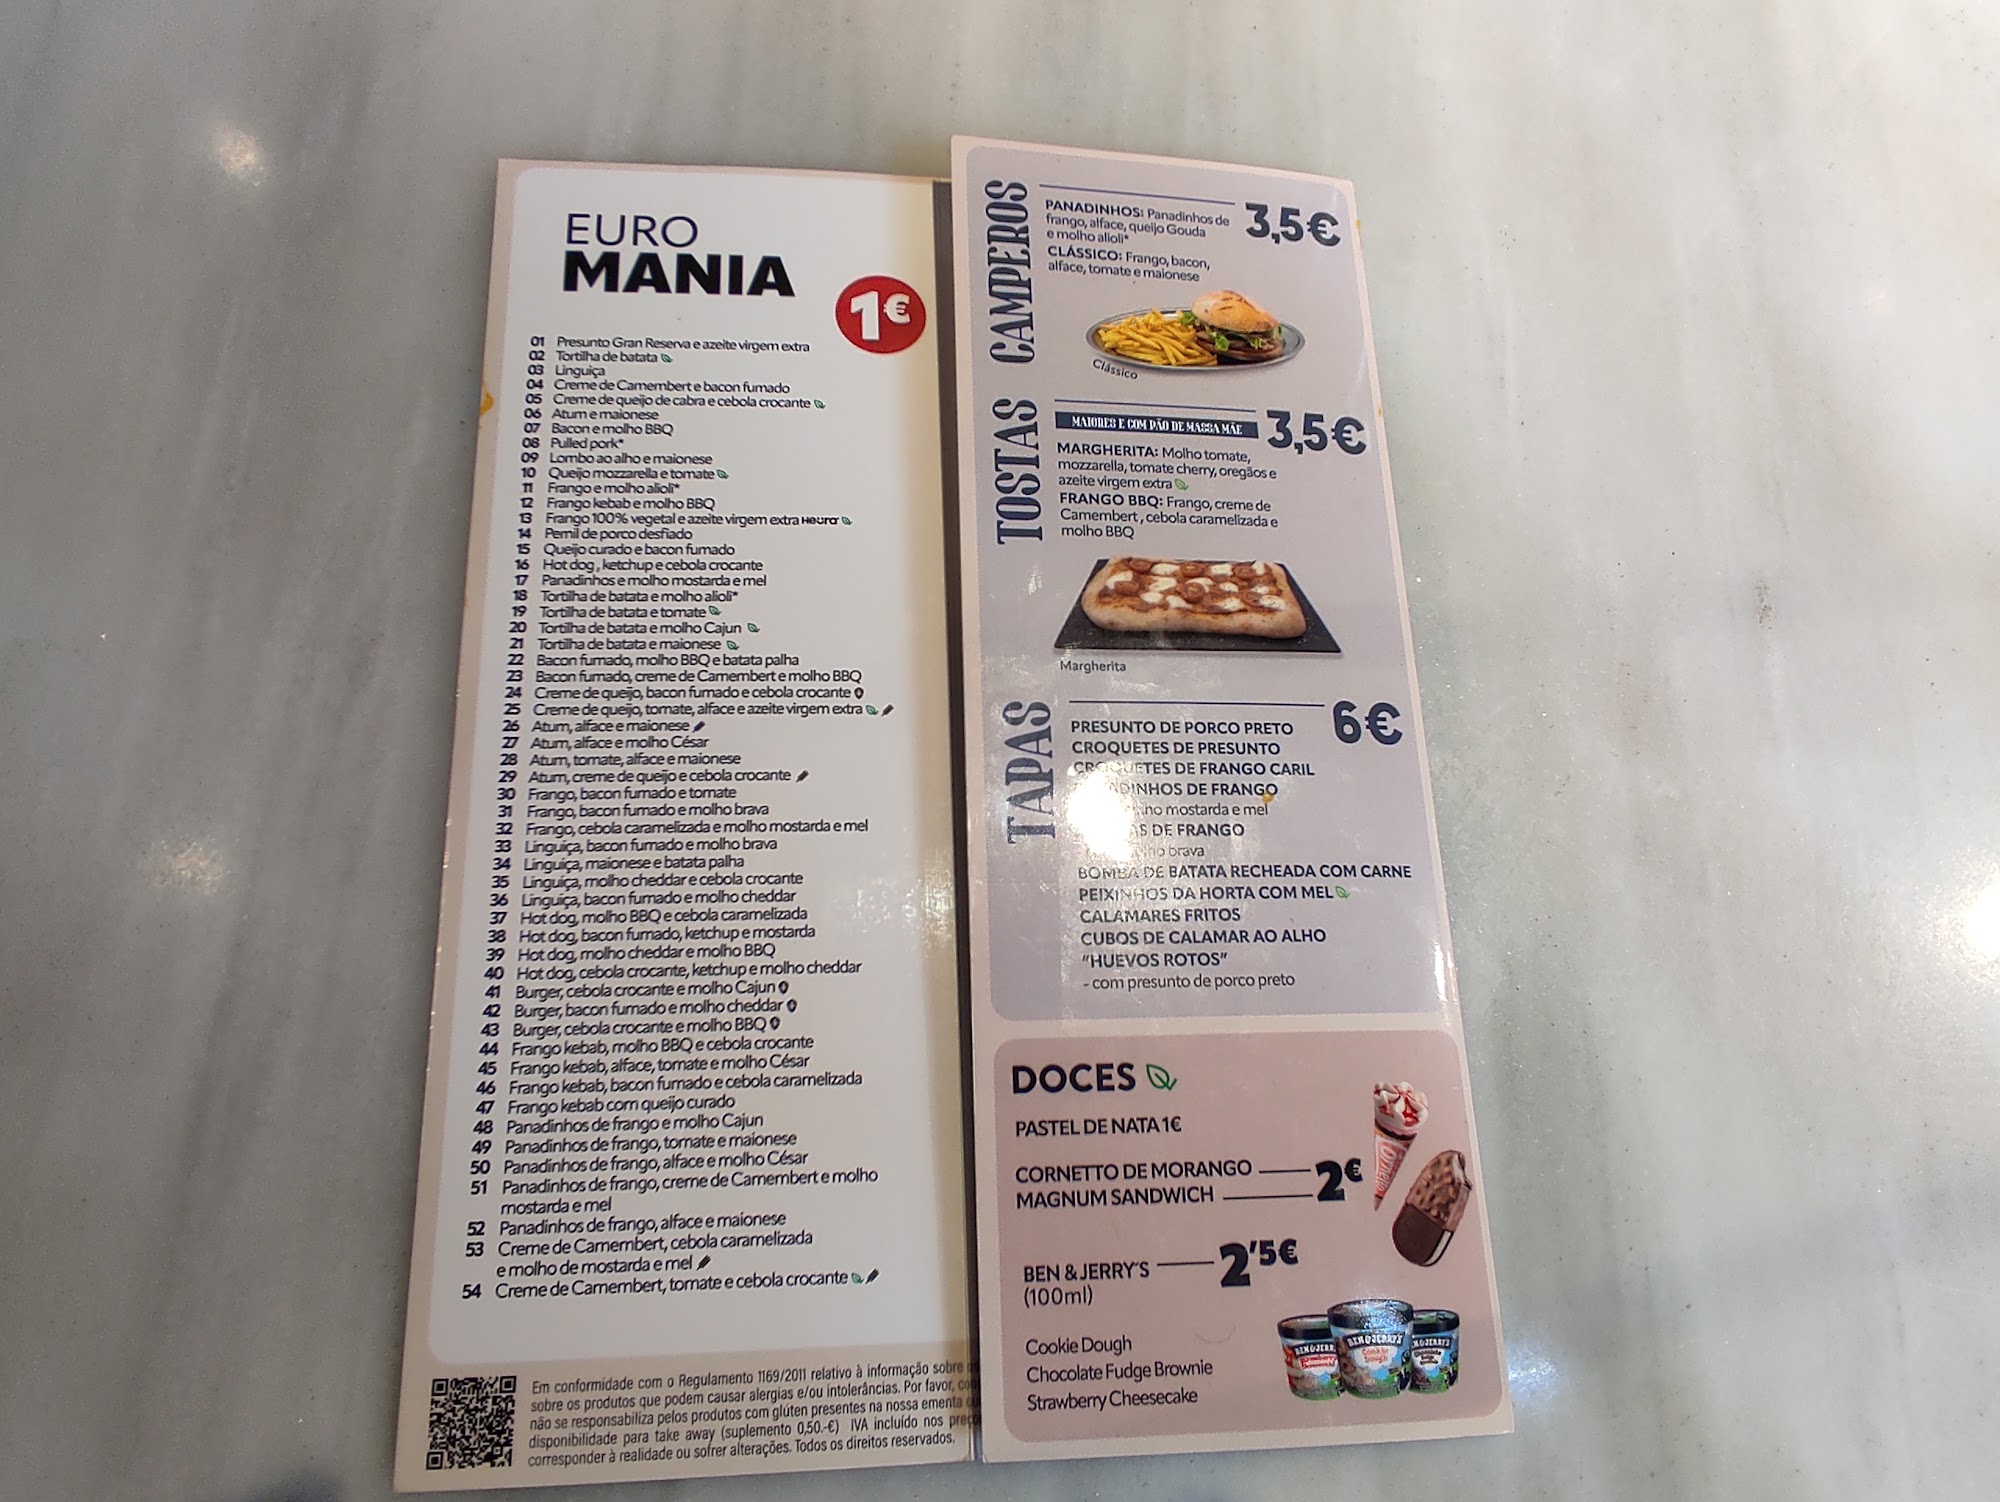 EURO
MANIA
1€
01 Presunto Gran Reserva e azeite virgem extra
02 Tortilha de batata
03 Linguiça
04 Creme de Camembert e bacon fumado
05 Creme de queijo de cabra e cebola crocante
06 Atum e maionese
07 Bacon e molho BBQ
08 Pulled pork*
09 Lombo ao alho e maionese
10 Queijo mozzarella e tomate
11 Frango e molho alioli*
12 Frango kebab e molho BBQ
13 Frango 100% vegetal e azeite virgem extra Heura
14 Pernil de porco desfiado
15 Queijo curado e bacon fumado
16 Hot dog, ketchup e cebola crocante
17 Panadinhos e molho mostarda e mel
18 Tortilha de batata e molho alioli*
19 Tortilha de batata e tomate
20 Tortilha de batata e molho Cajun
21 Tortilha de batata e maionese
22 Bacon fumado, molho BBQ e batata palha
23 Bacon fumado, creme de Camembert e molho BBQ
24 Creme de queijo, bacon fumado e cebola crocante
25 Creme de queijo, tomate, alface e azeite virgem extra
26 Atum, alface e maionese
27 Atum, alface e molho César
28 Atum, tomate, alface e maionese
29 Atum, creme de queijo e cebola crocante
30 Frango, bacon fumado e tomate
31 Frango, bacon fumado e molho brava
32 Frango, cebola caramelizada e molho mostarda e mel
33 Linguiça, bacon fumado e molho brava
34 Linguiça, maionese e batata palha
35 Linguiça, molho cheddar e cebola crocante
36 Linguiça, bacon fumado e molho cheddar
37 Hot dog, molho BBQ e cebola caramelizada
38 Hot dog, bacon fumado, ketchup e mostarda
39 Hot dog, molho cheddar e molho BBQ
40 Hot dog, cebola crocante, ketchup e molho cheddar
41 Burger, cebola crocante e molho Cajun
42 Burger, bacon fumado e molho cheddar
43 Burger, cebola crocante e molho BBQ
44 Frango kebab, molho BBQ e cebola crocante
45 Frango kebab, alface, tomate e molho César
46 Frango kebab, bacon fumado e cebola caramelizada
47 Frango kebab com queijo curado
48 Panadinhos de frango e molho Cajun
49 Panadinhos de frango, tomate e maionese
50 Panadinhos de frango, alface e molho César
51 Panadinhos de frango, creme de Camembert e molho
mostarda e mel
52 Panadinhos de frango, alface e maionese
53 Creme de Camembert, cebola caramelizada
e molho de mostarda e mel
54 Creme de Camembert, tomate e cebola crocante
Em conformidade com o Regulamento 1169/2011 relativo à informação sobre
sobre os produtos que podem causar alergias e/ou intolerâncias. Por favor,
não se responsabiliza pelos produtos com glúten presentes na nossa ementa
disponibilidade para take away (suplemento 0,50.-€) IVA incluído nos
corresponder à realidade ou sofrer alterações. Todos os direitos reservados.
CAMPEROS
PANADINHOS: Panadinhos de
frango, alface, queijo Gouda
e molho alioli*
3,5€
CLÁSSICO: Frango, bacon,
alface, tomate e maionese
Clássico
TOSTAS
MAIORES E COM PÃO DE MASSA MÃE
3,5€
MARGHERITA: Molho tomate,
mozzarella, tomate cherry, oregãos e
azeite virgem extra
FRANGO BBQ: Frango, creme de
Camembert, cebola caramelizada e
molho BBQ
Margherita
TAPAS
6€
PRESUNTO DE PORCO PRETO
CROQUETES DE PRESUNTO
CROQUETES DE FRANGO CARIL
PANADINHOS DE FRANGO
mostarda e mel
DE FRANGO
brava
BOMBA DE BATATA RECHEADA COM CARNE
PEIXINHOS DA HORTA COM MEL
CALAMARES FRITOS
CUBOS DE CALAMAR AO ALHO
"HUEVOS ROTOS"
- com presunto de porco preto
DOCES
PASTEL DE NATA 1€
CORNETTO DE MORANGO
MAGNUM SANDWICH
2€
BEN & JERRY'S
(100ml)
2'5€
Cookie Dough
Chocolate Fudge Brownie
Strawberry Cheesecake
BEN&JERRY'S
Cookie
Dough